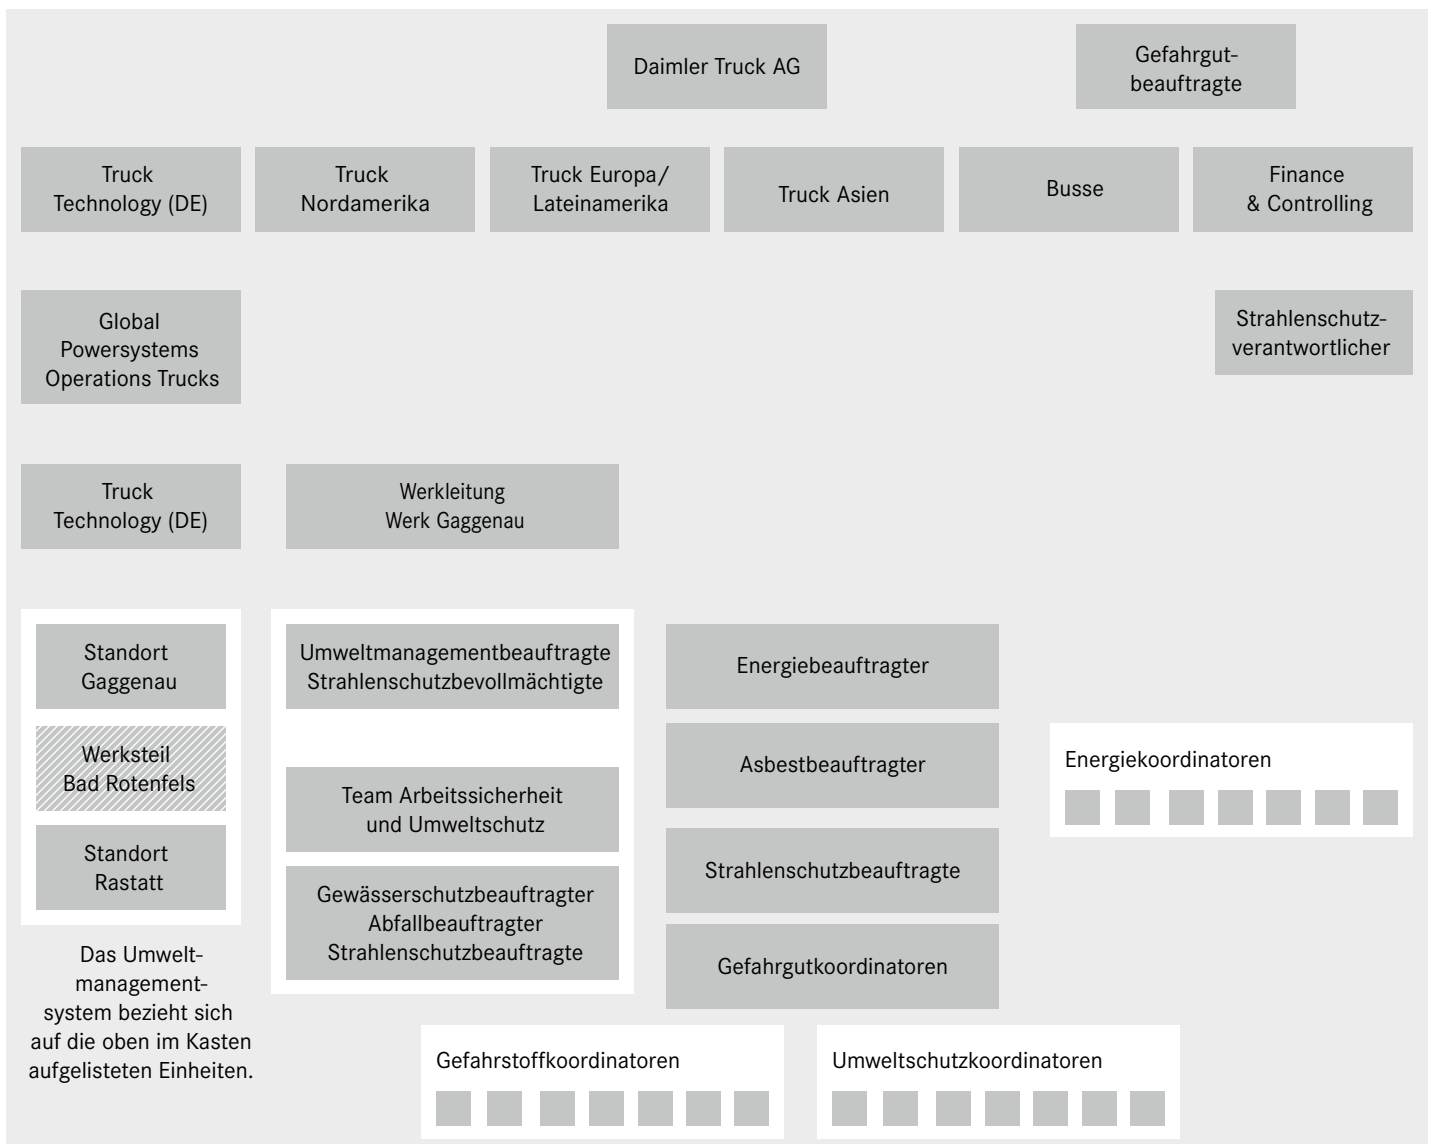 Daimler Truck AG
Gefahrgut-
beauftragte
Truck
Technology (DE)
Truck
Nordamerika
Truck Europa/
Lateinamerika
Truck Asien
Busse
Finance
& Controlling
Global
Powersystems
Operations Trucks
Strahlenschutz-
verantwortlicher
Truck
Technology (DE)
Werkleitung
Werk Gaggenau
Standort
Gaggenau
Werksteil
Bad Rotenfels
Standort
Rastatt
Das Umwelt-
management-
system bezieht sich
auf die oben im Kasten
aufgelisteten Einheiten.
Umweltmanagementbeauftragte
Strahlenschutzbevollmächtigte
Team Arbeitssicherheit
und Umweltschutz
Gewässerschutzbeauftragter
Abfallbeauftragter
Strahlenschutzbeauftragte
Energiebeauftragter
Asbestbeauftragter
Strahlenschutzbeauftragte
Gefahrgutkoordinatoren
Energiekoordinatoren
Gefahrstoffkoordinatoren
Umweltschutzkoordinatoren